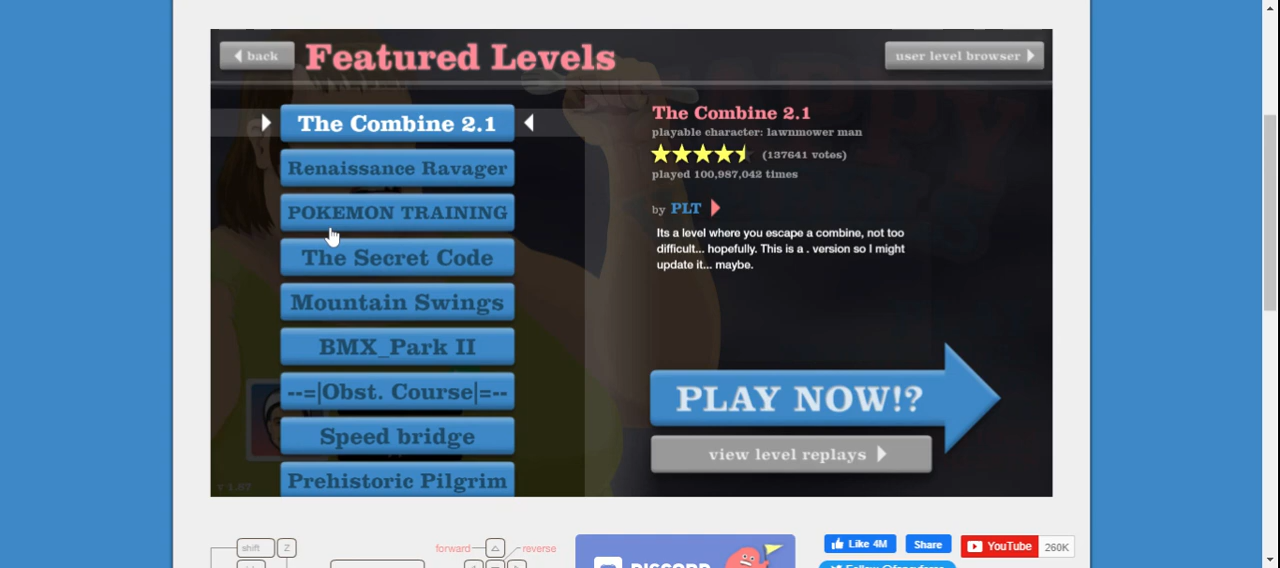 back
Featured Levels
user level browser
The Combine 2.1
Renaissance Ravager
POKEMON TRAINING
The Secret Code
Mountain Swings
BMX_Park II
--=|Obst. Course|=--
Speed bridge
Prehistoric Pilgrim
The Combine 2.1
playable character: lawnmower man
(137641 votes)
played 100,987,042 times
by PLT
Its a level where you escape a combine, not too
difficult... hopefully. This is a . version so I might
update it... maybe.
PLAY NOW!?
view level replays
v 1.87
shift Z
forward reverse
DISCORD
Like 4M
Share
YouTube 260K